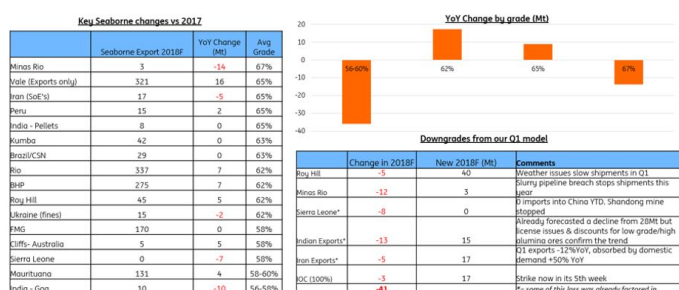 Key Seaborne changes vs 2017
Seaborne Export 2018F YoY Change (Mt) Avg Grade
Minas Rio 3 -14 67%
Vale (Exports only) 321 16 65%
Iran (SoE's) 17 -5 65%
Peru 15 2 65%
India - Pellets 8 0 65%
Kumba 42 0 63%
Brazil/CSN 29 0 63%
Rio 337 7 62%
BHP 275 7 62%
Roy Hill 45 5 62%
Ukraine (fines) 15 -2 62%
FMG 170 0 58%
Cliffs- Australia 5 5 58%
Sierra Leone 0 -7 58%
Maurituana 131 4 58-60%
India - Goa 10 -10 56-58%
YoY Change by grade (Mt)
20
10
0
-10
-20
-30
-40
56-60% 62% 65% 67%
Downgrades from our Q1 model
Change in 2018F New 2018F (Mt) Comments
Roy Hill -5 40 Weather issues slow shipments in Q1
Minas Rio -12 3 Slurry pipeline breach stops shipments this
year
Sierra Leone* -8 0 0 imports into China YTD. Shandong mine
stopped
Indian Exports* -13 15 Already forecasted a decline from 28Mt but
license issues & discounts for low grade/high
alumina ores confirm the trend
Iran Exports* -5 17 Q1 exports -12%YoY, absorbed by domestic
demand +50% YoY
IOC (100%) -3 17 Strike now in its 5th week
-41 *= some of this loss was already factored in